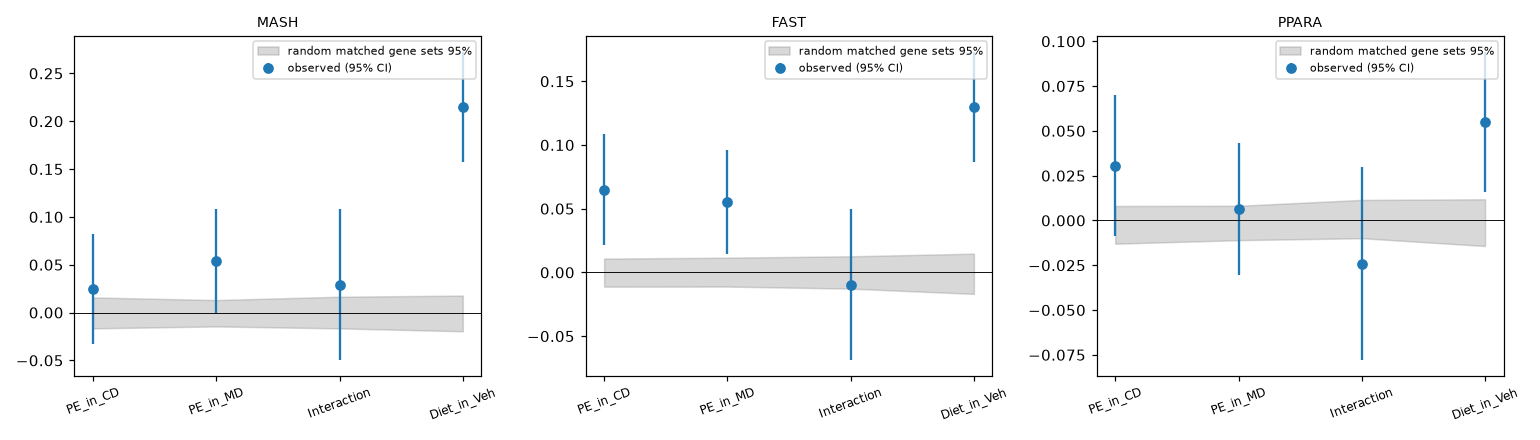 MASH
random matched gene sets 95%
observed (95% CI)
0.25
0.20
0.15
0.10
0.05
0.00
−0.05
PE_in_CD
PE_in_MD
Interaction
Diet_in_Veh
FAST
random matched gene sets 95%
observed (95% CI)
0.15
0.10
0.05
0.00
−0.05
PE_in_CD
PE_in_MD
Interaction
Diet_in_Veh
PPARA
random matched gene sets 95%
observed (95% CI)
0.100
0.075
0.050
0.025
0.000
−0.025
−0.050
−0.075
PE_in_CD
PE_in_MD
Interaction
Diet_in_Veh